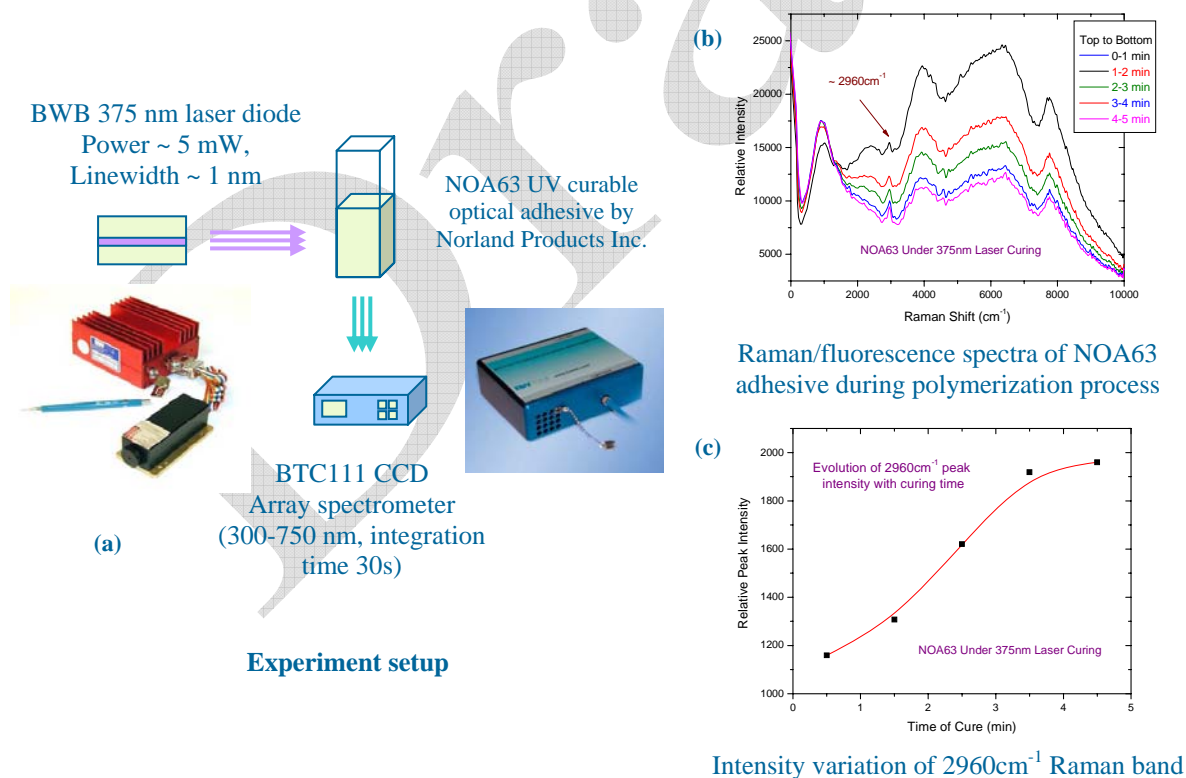 BWB 375 nm laser diode
Power ~ 5 mW,
Linewidth ~ 1 nm
NOA63 UV curable
optical adhesive by
Norland Products Inc.
BTC111 CCD
Array spectrometer
(300-750 nm, integration
time 30s)
(a)
Experiment setup
(b)
Relative Intensity
25000
20000
15000
10000
5000
~ 2960cm⁻¹
Top to Bottom
0-1 min
1-2 min
2-3 min
3-4 min
4-5 min
NOA63 Under 375nm Laser Curing
0 2000 4000 6000 8000 10000
Raman Shift (cm⁻¹)
Raman/fluorescence spectra of NOA63
adhesive during polymerization process
(c)
Relative Peak Intensity
2000
1800
1600
1400
1200
1000
Evolution of 2960cm⁻¹ peak
intensity with curing time
NOA63 Under 375nm Laser Curing
0 1 2 3 4 5
Time of Cure (min)
Intensity variation of 2960cm⁻¹ Raman band